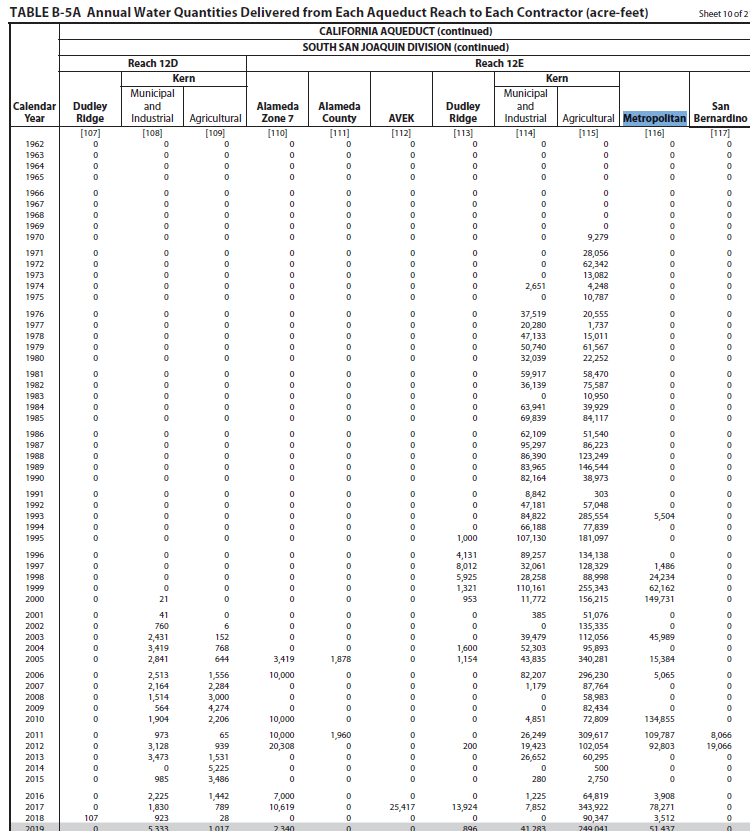 TABLE B-5A Annual Water Quantities Delivered from Each Aqueduct Reach to Each Contractor (acre-feet) Sheet 10 of 2
CALIFORNIA AQUEDUCT (continued)
SOUTH SAN JOAQUIN DIVISION (continued)
Reach 12D Reach 12E
Kern Kern
Municipal Municipal
Calendar Dudley and Alameda Alameda Dudley and San
Year Ridge Industrial Agricultural Zone 7 County AVEK Ridge Industrial Agricultural Metropolitan Bernardino
[107] [108] [109] [110] [111] [112] [113] [114] [115] [116] [117]
1962 0 0 0 0 0 0 0 0 0 0 0
1963 0 0 0 0 0 0 0 0 0 0 0
1964 0 0 0 0 0 0 0 0 0 0 0
1965 0 0 0 0 0 0 0 0 0 0 0
1966 0 0 0 0 0 0 0 0 0 0 0
1967 0 0 0 0 0 0 0 0 0 0 0
1968 0 0 0 0 0 0 0 0 0 0 0
1969 0 0 0 0 0 0 0 0 0 0 0
1970 0 0 0 0 0 0 0 0 9,279 0 0
1971 0 0 0 0 0 0 0 0 28,056 0 0
1972 0 0 0 0 0 0 0 0 62,342 0 0
1973 0 0 0 0 0 0 0 0 13,082 0 0
1974 0 0 0 0 0 0 0 2,651 4,248 0 0
1975 0 0 0 0 0 0 0 0 10,787 0 0
1976 0 0 0 0 0 0 0 37,519 20,555 0 0
1977 0 0 0 0 0 0 0 20,280 1,737 0 0
1978 0 0 0 0 0 0 0 47,133 15,011 0 0
1979 0 0 0 0 0 0 0 50,740 61,567 0 0
1980 0 0 0 0 0 0 0 32,039 22,252 0 0
1981 0 0 0 0 0 0 0 59,917 58,470 0 0
1982 0 0 0 0 0 0 0 36,139 75,587 0 0
1983 0 0 0 0 0 0 0 0 10,950 0 0
1984 0 0 0 0 0 0 0 63,941 39,929 0 0
1985 0 0 0 0 0 0 0 69,839 84,117 0 0
1986 0 0 0 0 0 0 0 62,109 51,540 0 0
1987 0 0 0 0 0 0 0 95,297 86,223 0 0
1988 0 0 0 0 0 0 0 86,390 123,249 0 0
1989 0 0 0 0 0 0 0 83,965 146,544 0 0
1990 0 0 0 0 0 0 0 82,164 38,973 0 0
1991 0 0 0 0 0 0 0 8,842 303 0 0
1992 0 0 0 0 0 0 0 47,181 57,048 0 0
1993 0 0 0 0 0 0 0 84,822 285,554 5,504 0
1994 0 0 0 0 0 0 0 66,188 77,839 0 0
1995 0 0 0 0 0 0 1,000 107,130 181,097 0 0
1996 0 0 0 0 0 0 4,131 89,257 134,138 0 0
1997 0 0 0 0 0 0 8,012 32,061 128,329 1,486 0
1998 0 0 0 0 0 0 5,925 28,258 88,998 24,234 0
1999 0 0 0 0 0 0 1,321 110,161 255,343 62,162 0
2000 0 21 0 0 0 0 953 11,772 156,215 149,731 0
2001 0 41 0 0 0 0 0 385 51,076 0 0
2002 0 760 6 0 0 0 0 0 135,335 0 0
2003 0 2,431 152 0 0 0 0 39,479 112,056 45,989 0
2004 0 3,419 768 0 0 0 1,600 52,303 95,893 0 0
2005 0 2,841 644 3,419 1,878 0 1,154 43,835 340,281 15,384 0
2006 0 2,513 1,556 10,000 0 0 0 82,207 296,230 5,065 0
2007 0 2,164 2,284 0 0 0 0 1,179 87,764 0 0
2008 0 1,514 3,000 0 0 0 0 0 58,983 0 0
2009 0 564 4,274 0 0 0 0 0 82,434 0 0
2010 0 1,904 2,206 10,000 0 0 0 4,851 72,809 134,855 0
2011 0 973 65 10,000 1,960 0 0 26,249 309,617 109,787 8,066
2012 0 3,128 939 20,308 0 0 200 19,423 102,054 92,803 19,066
2013 0 3,473 1,531 0 0 0 0 26,652 60,295 0 0
2014 0 0 5,225 0 0 0 0 0 500 0 0
2015 0 985 3,486 0 0 0 0 280 2,750 0 0
2016 0 2,225 1,442 7,000 0 0 0 1,225 64,819 3,908 0
2017 0 1,830 789 10,619 0 25,417 13,924 7,852 343,922 78,271 0
2018 107 923 28 0 0 0 0 0 90,347 3,512 0
2019 0 5,333 1,017 2,340 0 0 896 41,283 249,041 51,437 0